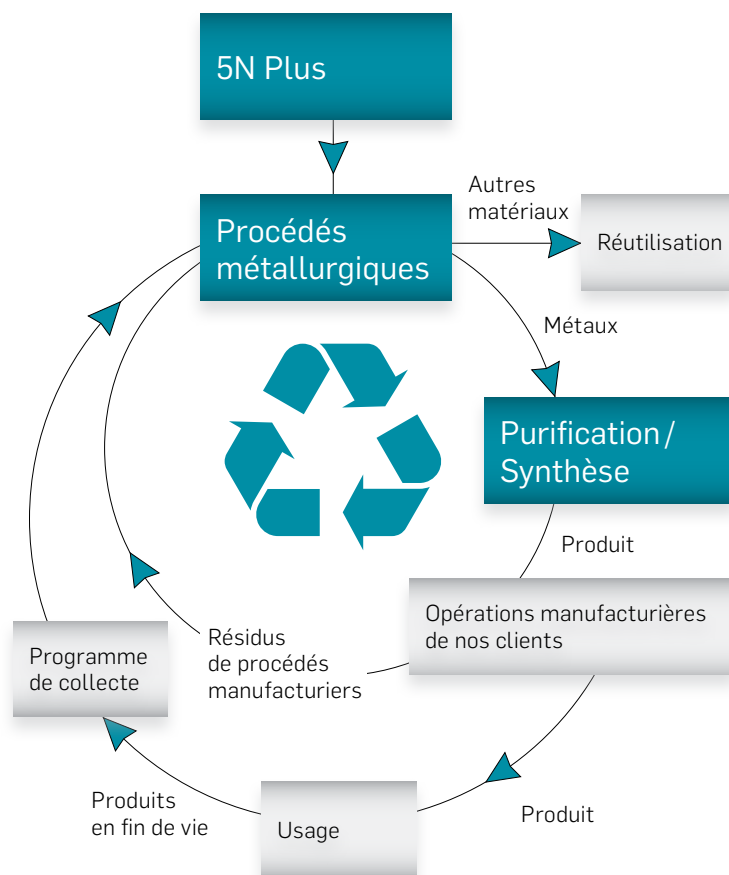 5N Plus
Procédés
métallurgiques
Autres
matériaux
Réutilisation
Métaux
Purification/
Synthèse
Produit
Opérations manufacturières
de nos clients
Résidus
de procédés
manufacturiers
Programme
de collecte
Produits
en fin de vie
Usage
Produit